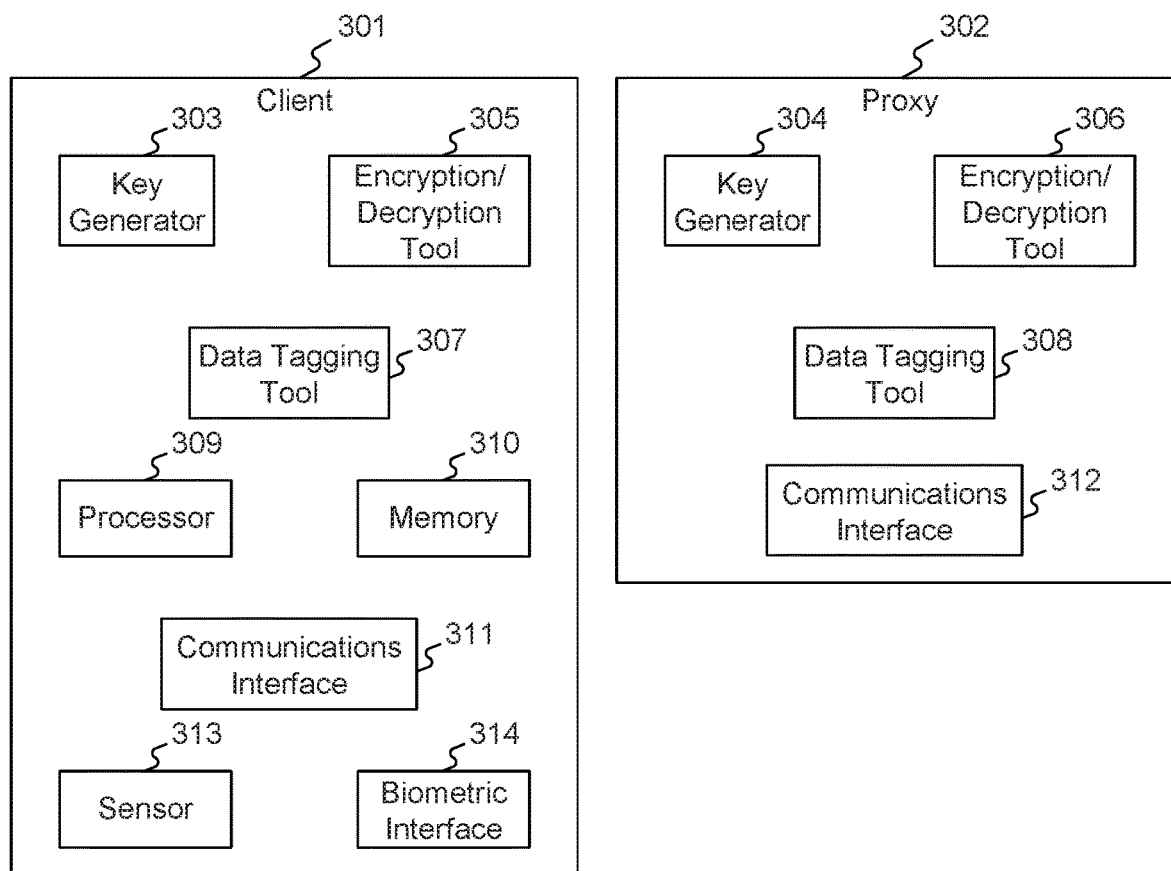 301
302
Client
Proxy
303
305
304
306
Key
Generator
Encryption/
Decryption
Tool
Key
Generator
Encryption/
Decryption
Tool
Data Tagging
Tool
307
Data Tagging
Tool
308
309
310
Processor
Memory
Communications
Interface
312
Communications
Interface
311
313
314
Sensor
Biometric
Interface